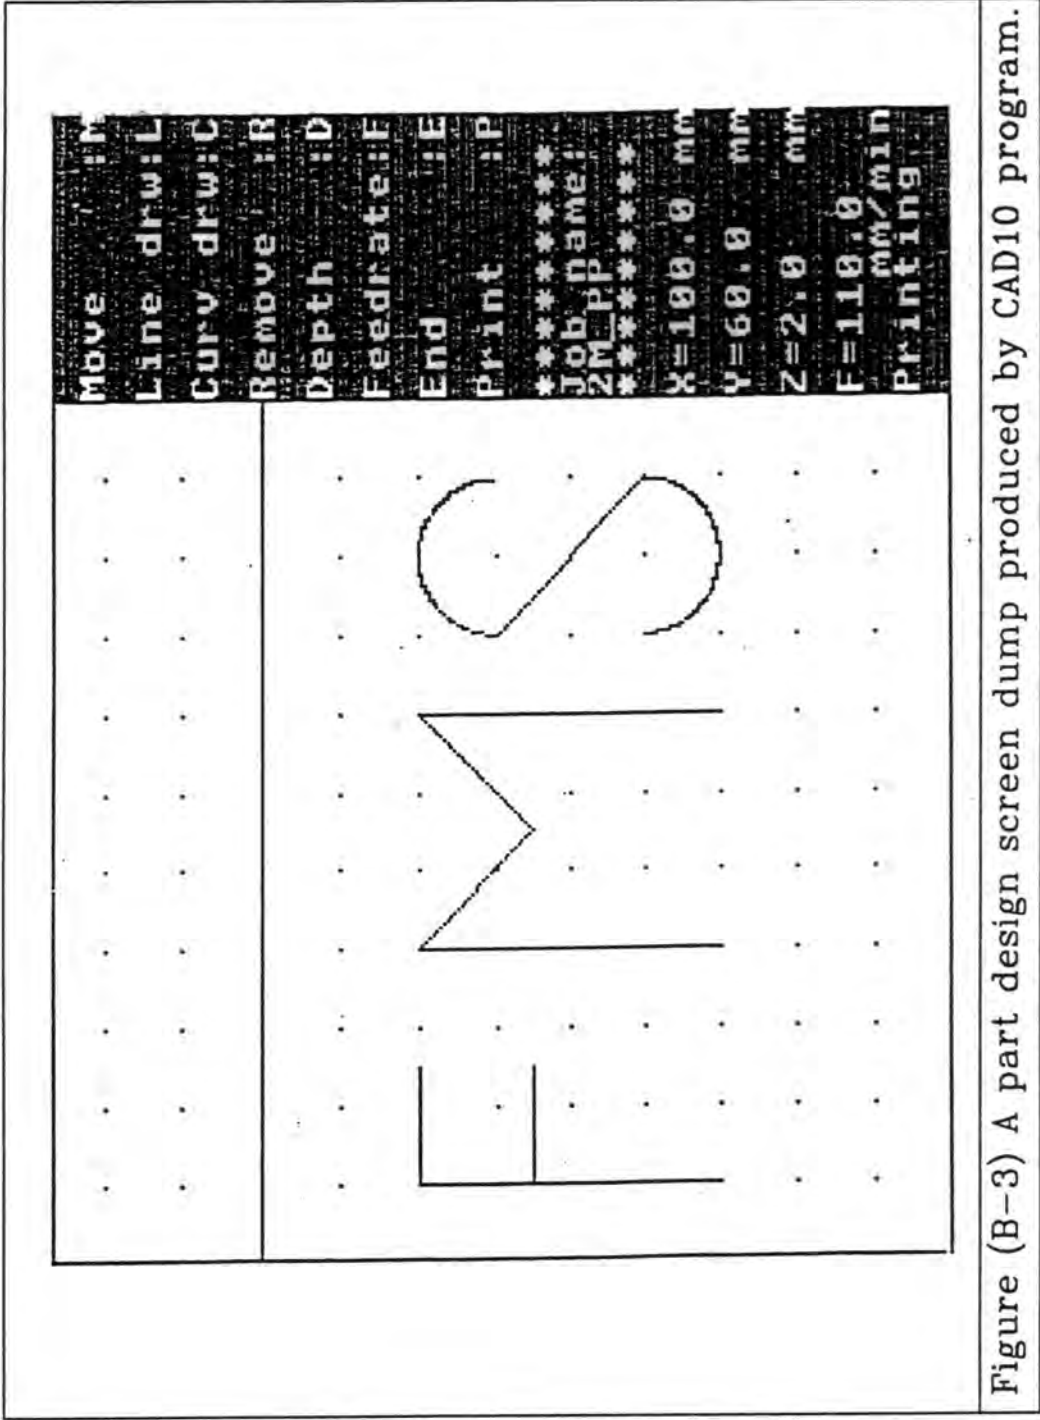 FMS
Move :M
Line drw:L
Curv drw:C
Remove :R
Depth :D
Feedrate:F
End :E
Print :P
***********
Job name:
2M_PP
***********
X=100.0 mm
Y=60.0 mm
Z=2.0 mm
F=110.0
mm/min
Printing
Figure (B-3) A part design screen dump produced by CAD10 program.